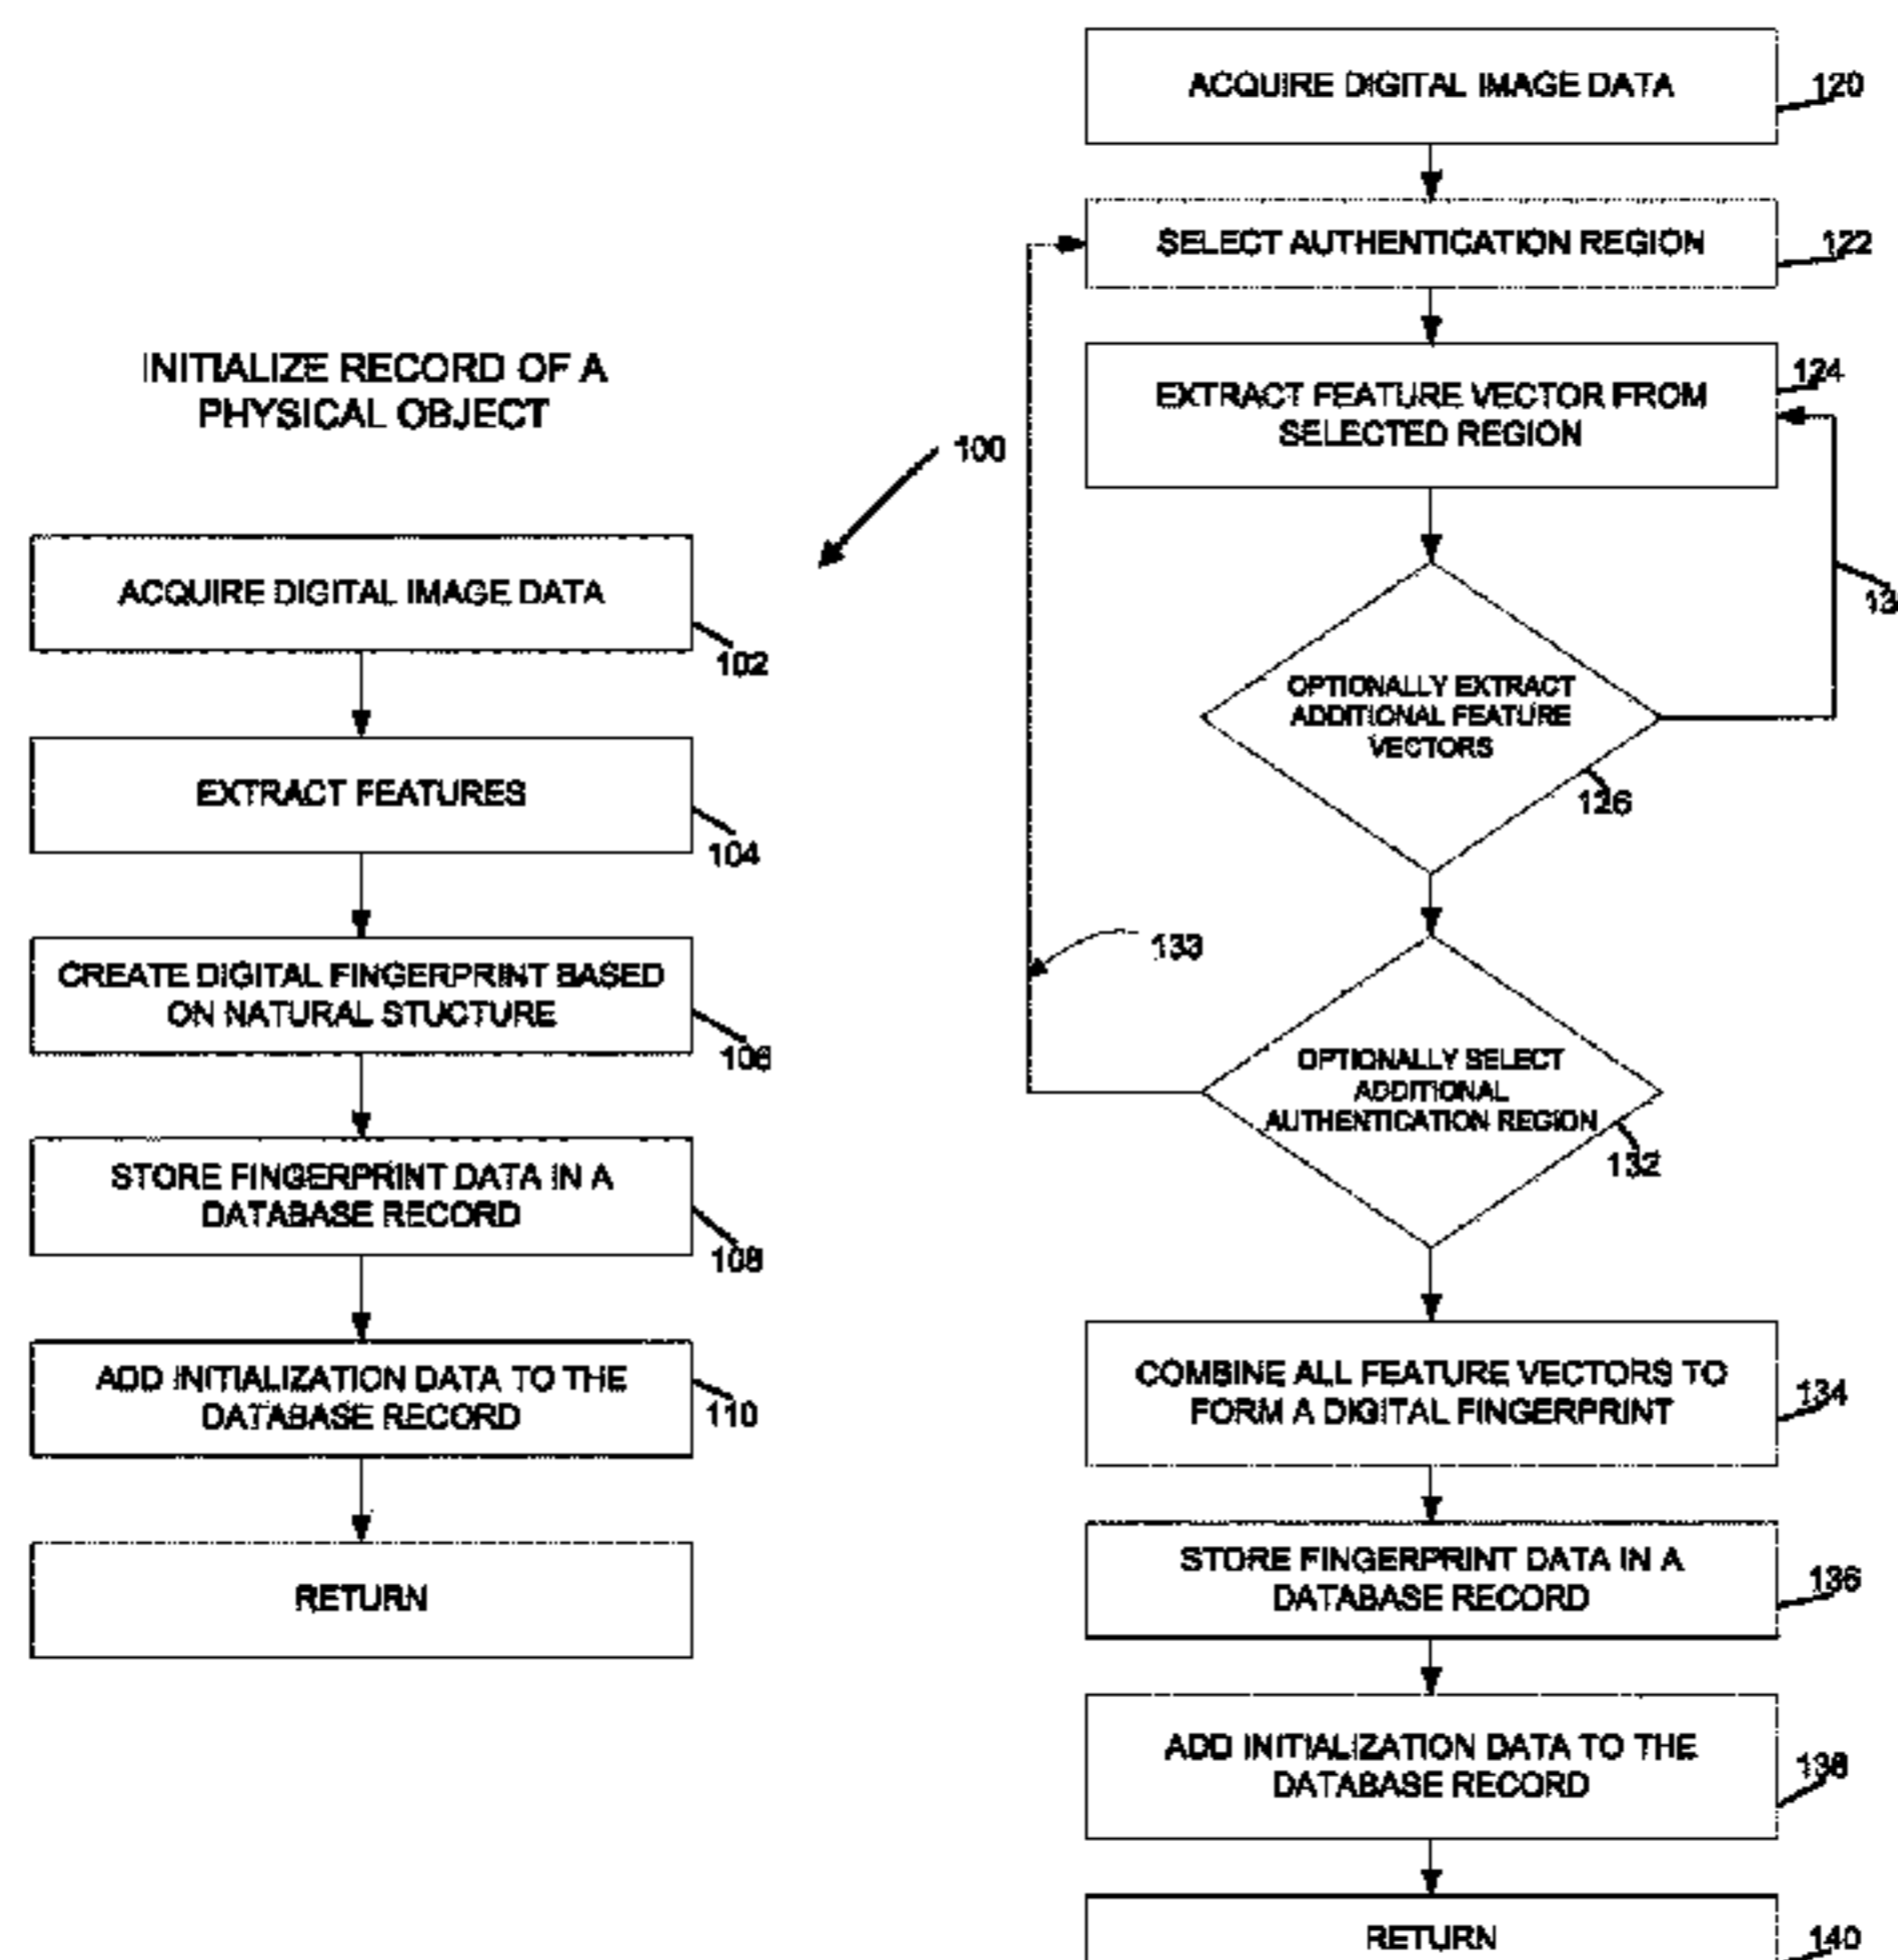 INITIALIZE RECORD OF A
PHYSICAL OBJECT
100
ACQUIRE DIGITAL IMAGE DATA
102
EXTRACT FEATURES
104
CREATE DIGITAL FINGERPRINT BASED
ON NATURAL STUCTURE
106
STORE FINGERPRINT DATA IN A
DATABASE RECORD
108
ADD INITIALIZATION DATA TO THE
DATABASE RECORD
110
RETURN
ACQUIRE DIGITAL IMAGE DATA
120
SELECT AUTHENTICATION REGION
122
EXTRACT FEATURE VECTOR FROM
SELECTED REGION
124
OPTIONALLY EXTRACT
ADDITIONAL FEATURE
VECTORS
126
133
OPTIONALLY SELECT
ADDITIONAL
AUTHENTICATION REGION
132
COMBINE ALL FEATURE VECTORS TO
FORM A DIGITAL FINGERPRINT
134
STORE FINGERPRINT DATA IN A
DATABASE RECORD
136
ADD INITIALIZATION DATA TO THE
DATABASE RECORD
138
RETURN
140